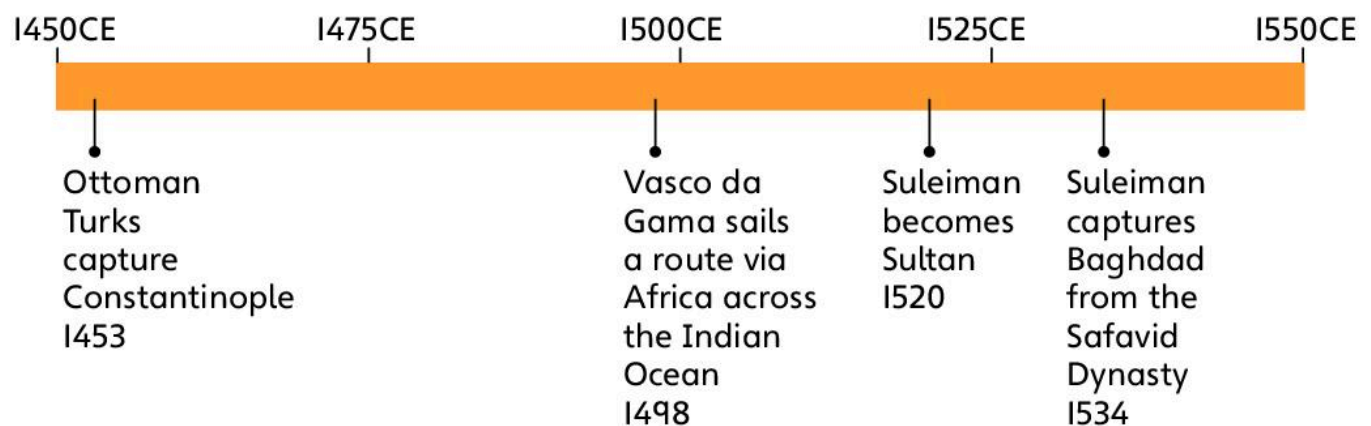 1450CE
1475CE
1500CE
1525CE
1550CE
Ottoman
Turks
capture
Constantinople
1453
Vasco da
Gama sails
a route via
Africa across
the Indian
Ocean
1498
Suleiman
becomes
Sultan
1520
Suleiman
captures
Baghdad
from the
Safavid
Dynasty
1534